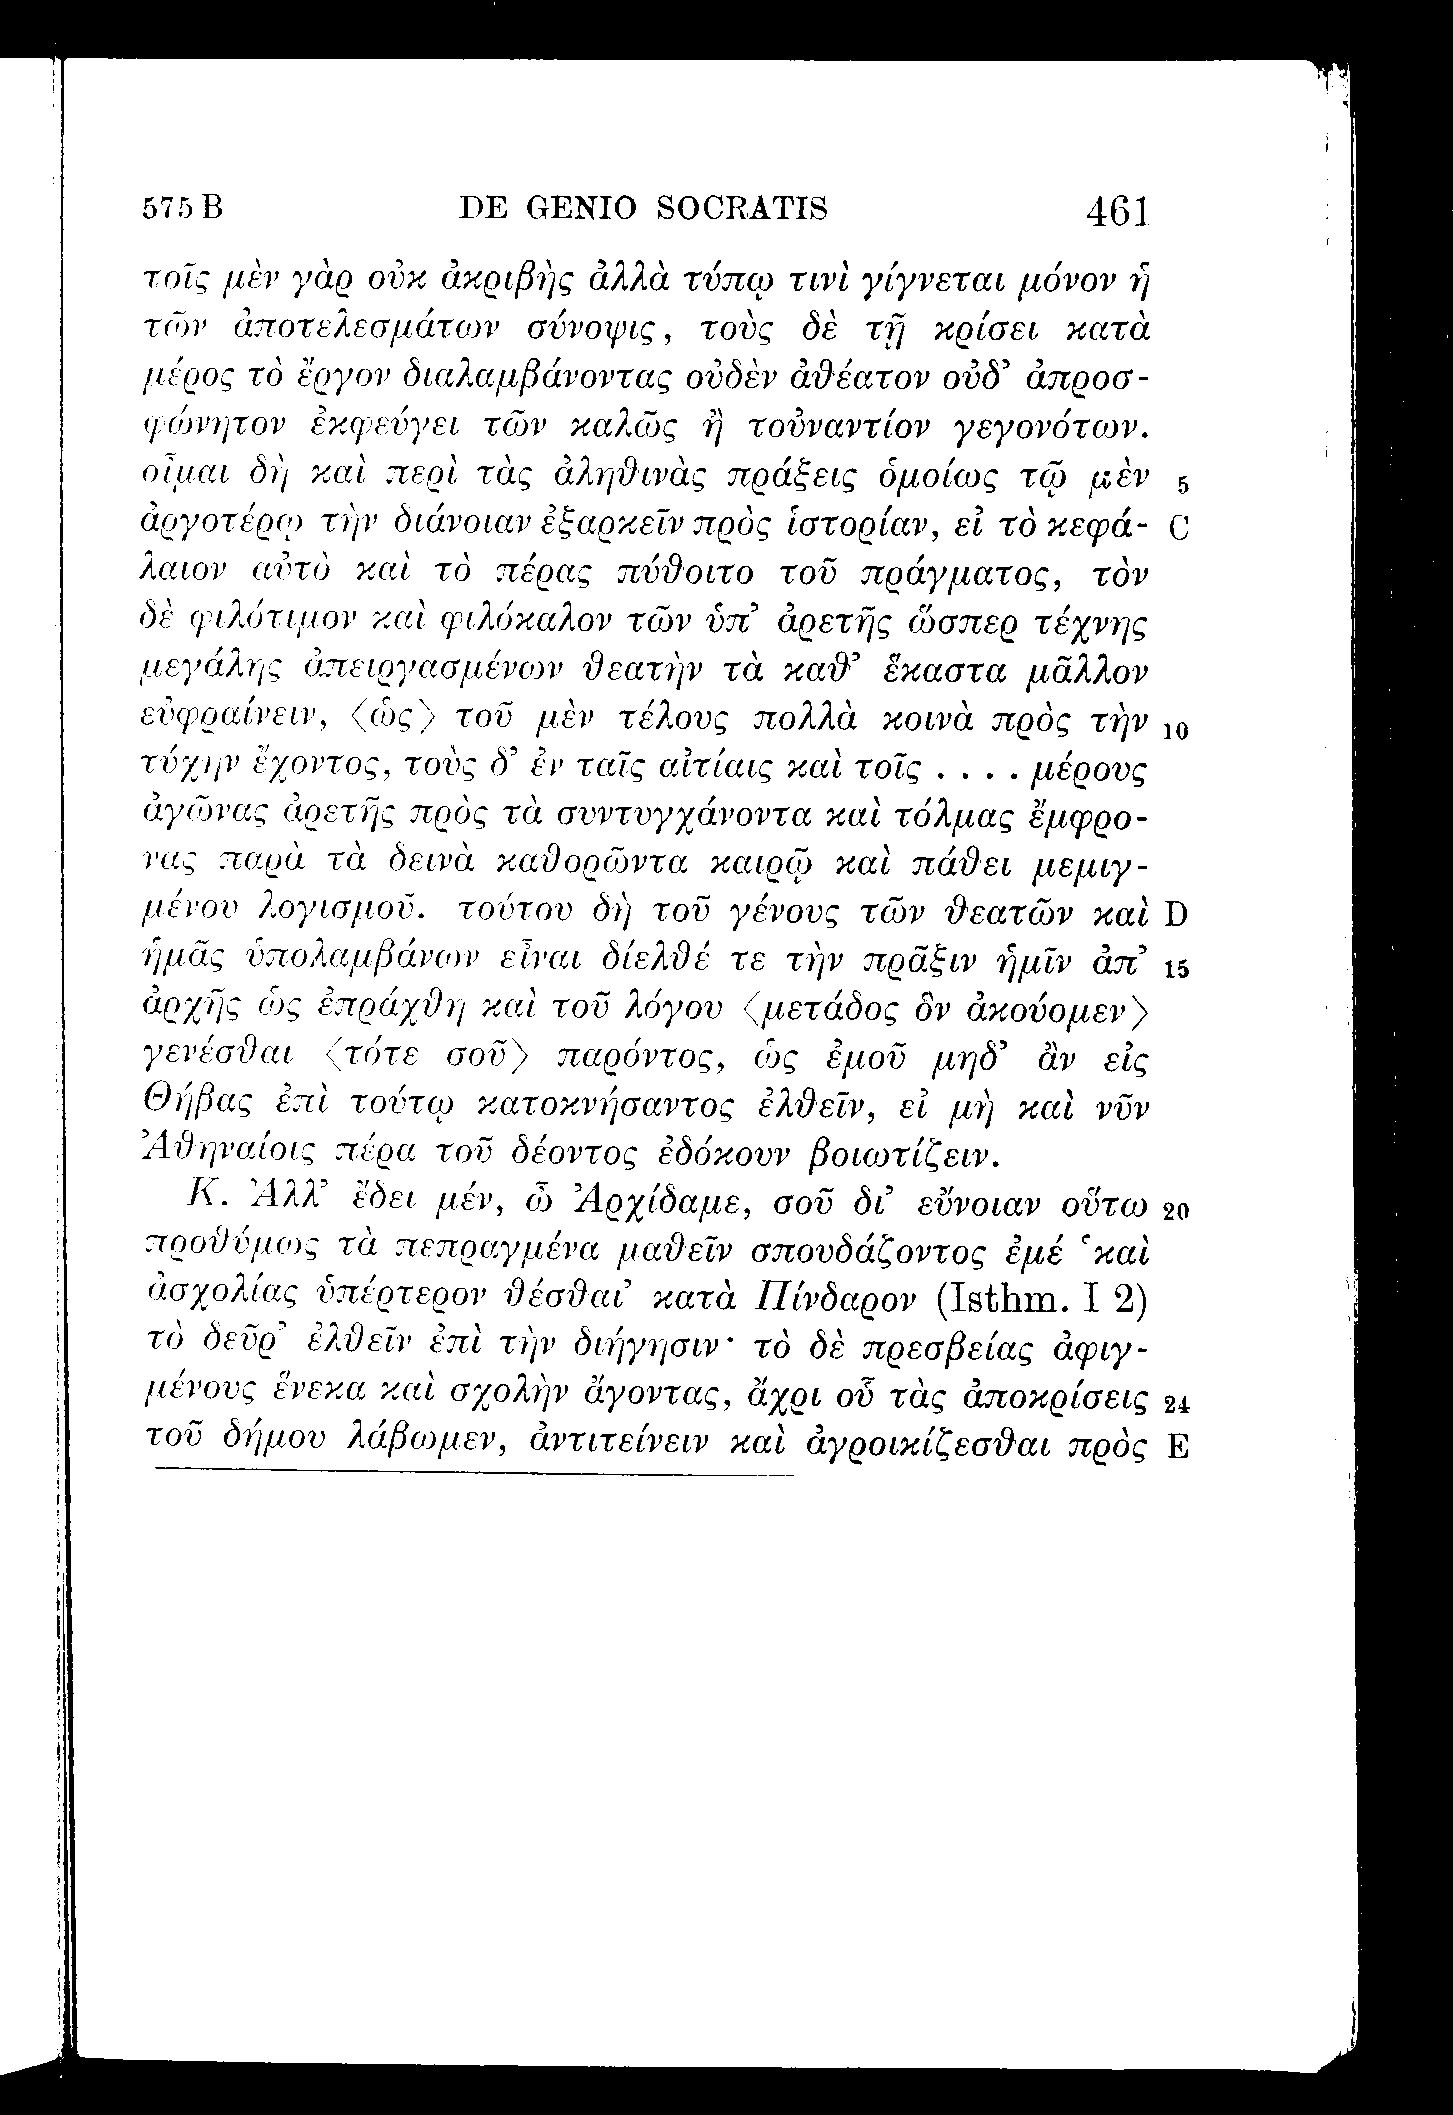 575 B DE GENIO SOCRATIS 461
τοῖς μὲν γὰρ οὐκ ἀκριβὴς ἀλλὰ τύπῳ τινὶ γίγνεται μόνον ἡ
τῶν ἀποτελεσμάτων σύνοψις, τοὺς δὲ τῇ κρίσει κατὰ
μέρος τὸ ἔργον διαλαμβάνοντας οὐδὲν ἀθέατον οὐδ’ ἀπροσ-
φώνητον ἐκφεύγει τῶν καλῶς ἢ τοὐναντίον γεγονότων.
οἶμαι δὴ καὶ περὶ τὰς ἀληθινὰς πράξεις ὁμοίως τῷ μὲν 5
ἀργοτέρῳ τὴν διάνοιαν ἐξαρκεῖν πρὸς ἱστορίαν, εἰ τὸ κεφά- C
λαιον αὐτὸ καὶ τὸ πέρας πύθοιτο τοῦ πράγματος, τὸν
δὲ φιλότιμον καὶ φιλόκαλον τῶν ὑπ’ ἀρετῆς ὥσπερ τέχνης
μεγάλης ἀπειργασμένων θεατὴν τὰ καθ’ ἕκαστα μᾶλλον
εὐφραίνειν, ⟨ὡς⟩ τοῦ μὲν τέλους πολλὰ κοινὰ πρὸς τὴν 10
τύχην ἔχοντος, τοὺς δ’ ἐν ταῖς αἰτίαις καὶ τοῖς . . . . μέρους
ἀγῶνας ἀρετῆς πρὸς τὰ συντυγχάνοντα καὶ τόλμας ἔμφρο-
νας παρὰ τὰ δεινὰ καθορῶντα καιρῷ καὶ πάθει μεμιγ-
μένου λογισμοῦ. τούτου δὴ τοῦ γένους τῶν θεατῶν καὶ D
ἡμᾶς ὑπολαμβάνων εἶναι δίελθέ τε τὴν πρᾶξιν ἡμῖν ἀπ’ 15
ἀρχῆς ὡς ἐπράχθη καὶ τοῦ λόγου ⟨μετάδος ὃν ἀκούομεν⟩
γενέσθαι ⟨τότε σοῦ⟩ παρόντος, ὡς ἐμοῦ μηδ’ ἂν εἰς
Θήβας ἐπὶ τούτῳ κατοκνήσαντος ἐλθεῖν, εἰ μὴ καὶ νῦν
Ἀθηναίοις πέρα τοῦ δέοντος ἐδόκουν βοιωτίζειν.
Κ. Ἀλλ’ ἔδει μέν, ὦ Ἀρχίδαμε, σοῦ δι’ εὔνοιαν οὕτω 20
προθύμως τὰ πεπραγμένα μαθεῖν σπουδάζοντος ἐμέ ‘καὶ
ἀσχολίας ὑπέρτερον θέσθαι’ κατὰ Πίνδαρον (Isthm. I 2)
τὸ δεῦρ’ ἐλθεῖν ἐπὶ τὴν διήγησιν· τὸ δὲ πρεσβείας ἀφιγ-
μένους ἕνεκα καὶ σχολὴν ἄγοντας, ἄχρι οὗ τὰς ἀποκρίσεις 24
τοῦ δήμου λάβωμεν, ἀντιτείνειν καὶ ἀγροικίζεσθαι πρὸς E